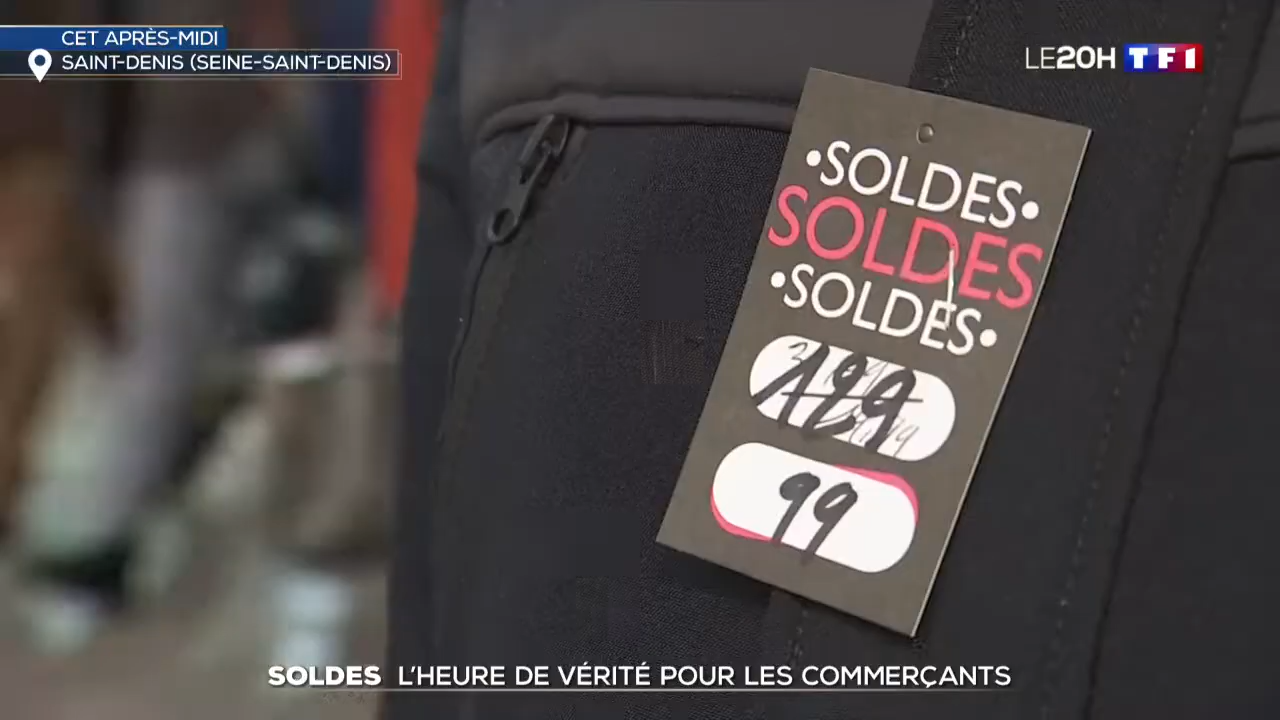 CET APRÈS-MIDI
SAINT-DENIS (SEINE-SAINT-DENIS)
LE20H TF1
•SOLDES•
SOLDES
•SOLDES•
129
99
SOLDES L'HEURE DE VÉRITÉ POUR LES COMMERÇANTS